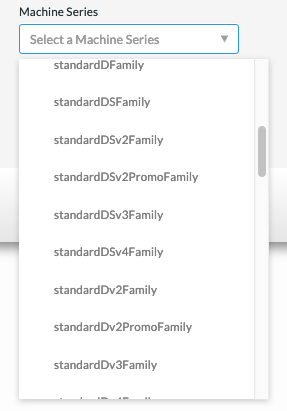 Machine Series
Select a Machine Series
standardDFamily
standardDSFamily
standardDSv2Family
standardDSv2PromoFamily
standardDSv3Family
standardDSv4Family
standardDv2Family
standardDv2PromoFamily
standardDv3Family